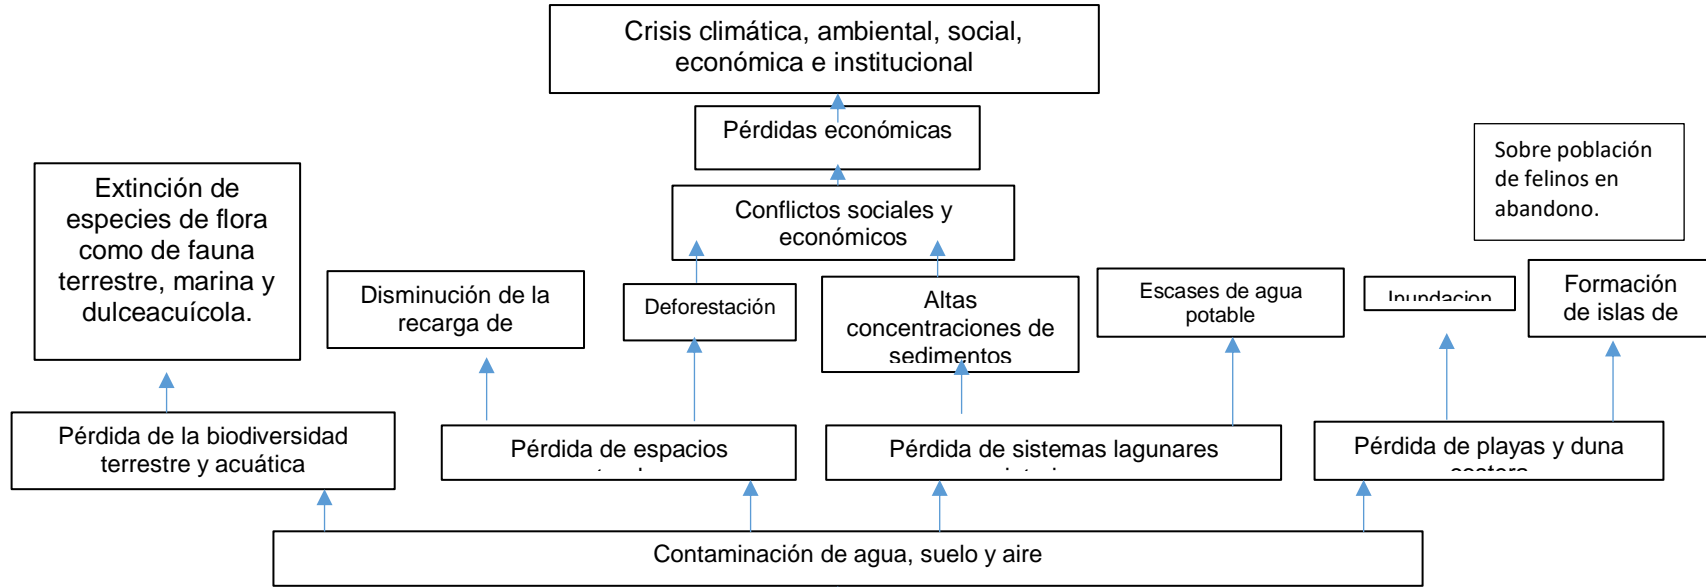 Crisis climática, ambiental, social,
económica e institucional
Pérdidas económicas
Sobre población
de felinos en
abandono.
Extinción de
especies de flora
como de fauna
terrestre, marina y
dulceacuícola.
Conflictos sociales y
económicos
Disminución de la
recarga de
Deforestación
Altas
concentraciones de
sedimentos
Escases de agua
potable
Inundacion
Formación
de islas de
Pérdida de la biodiversidad
terrestre y acuática
Pérdida de espacios
Pérdida de sistemas lagunares
Pérdida de playas y duna
costera
Contaminación de agua, suelo y aire